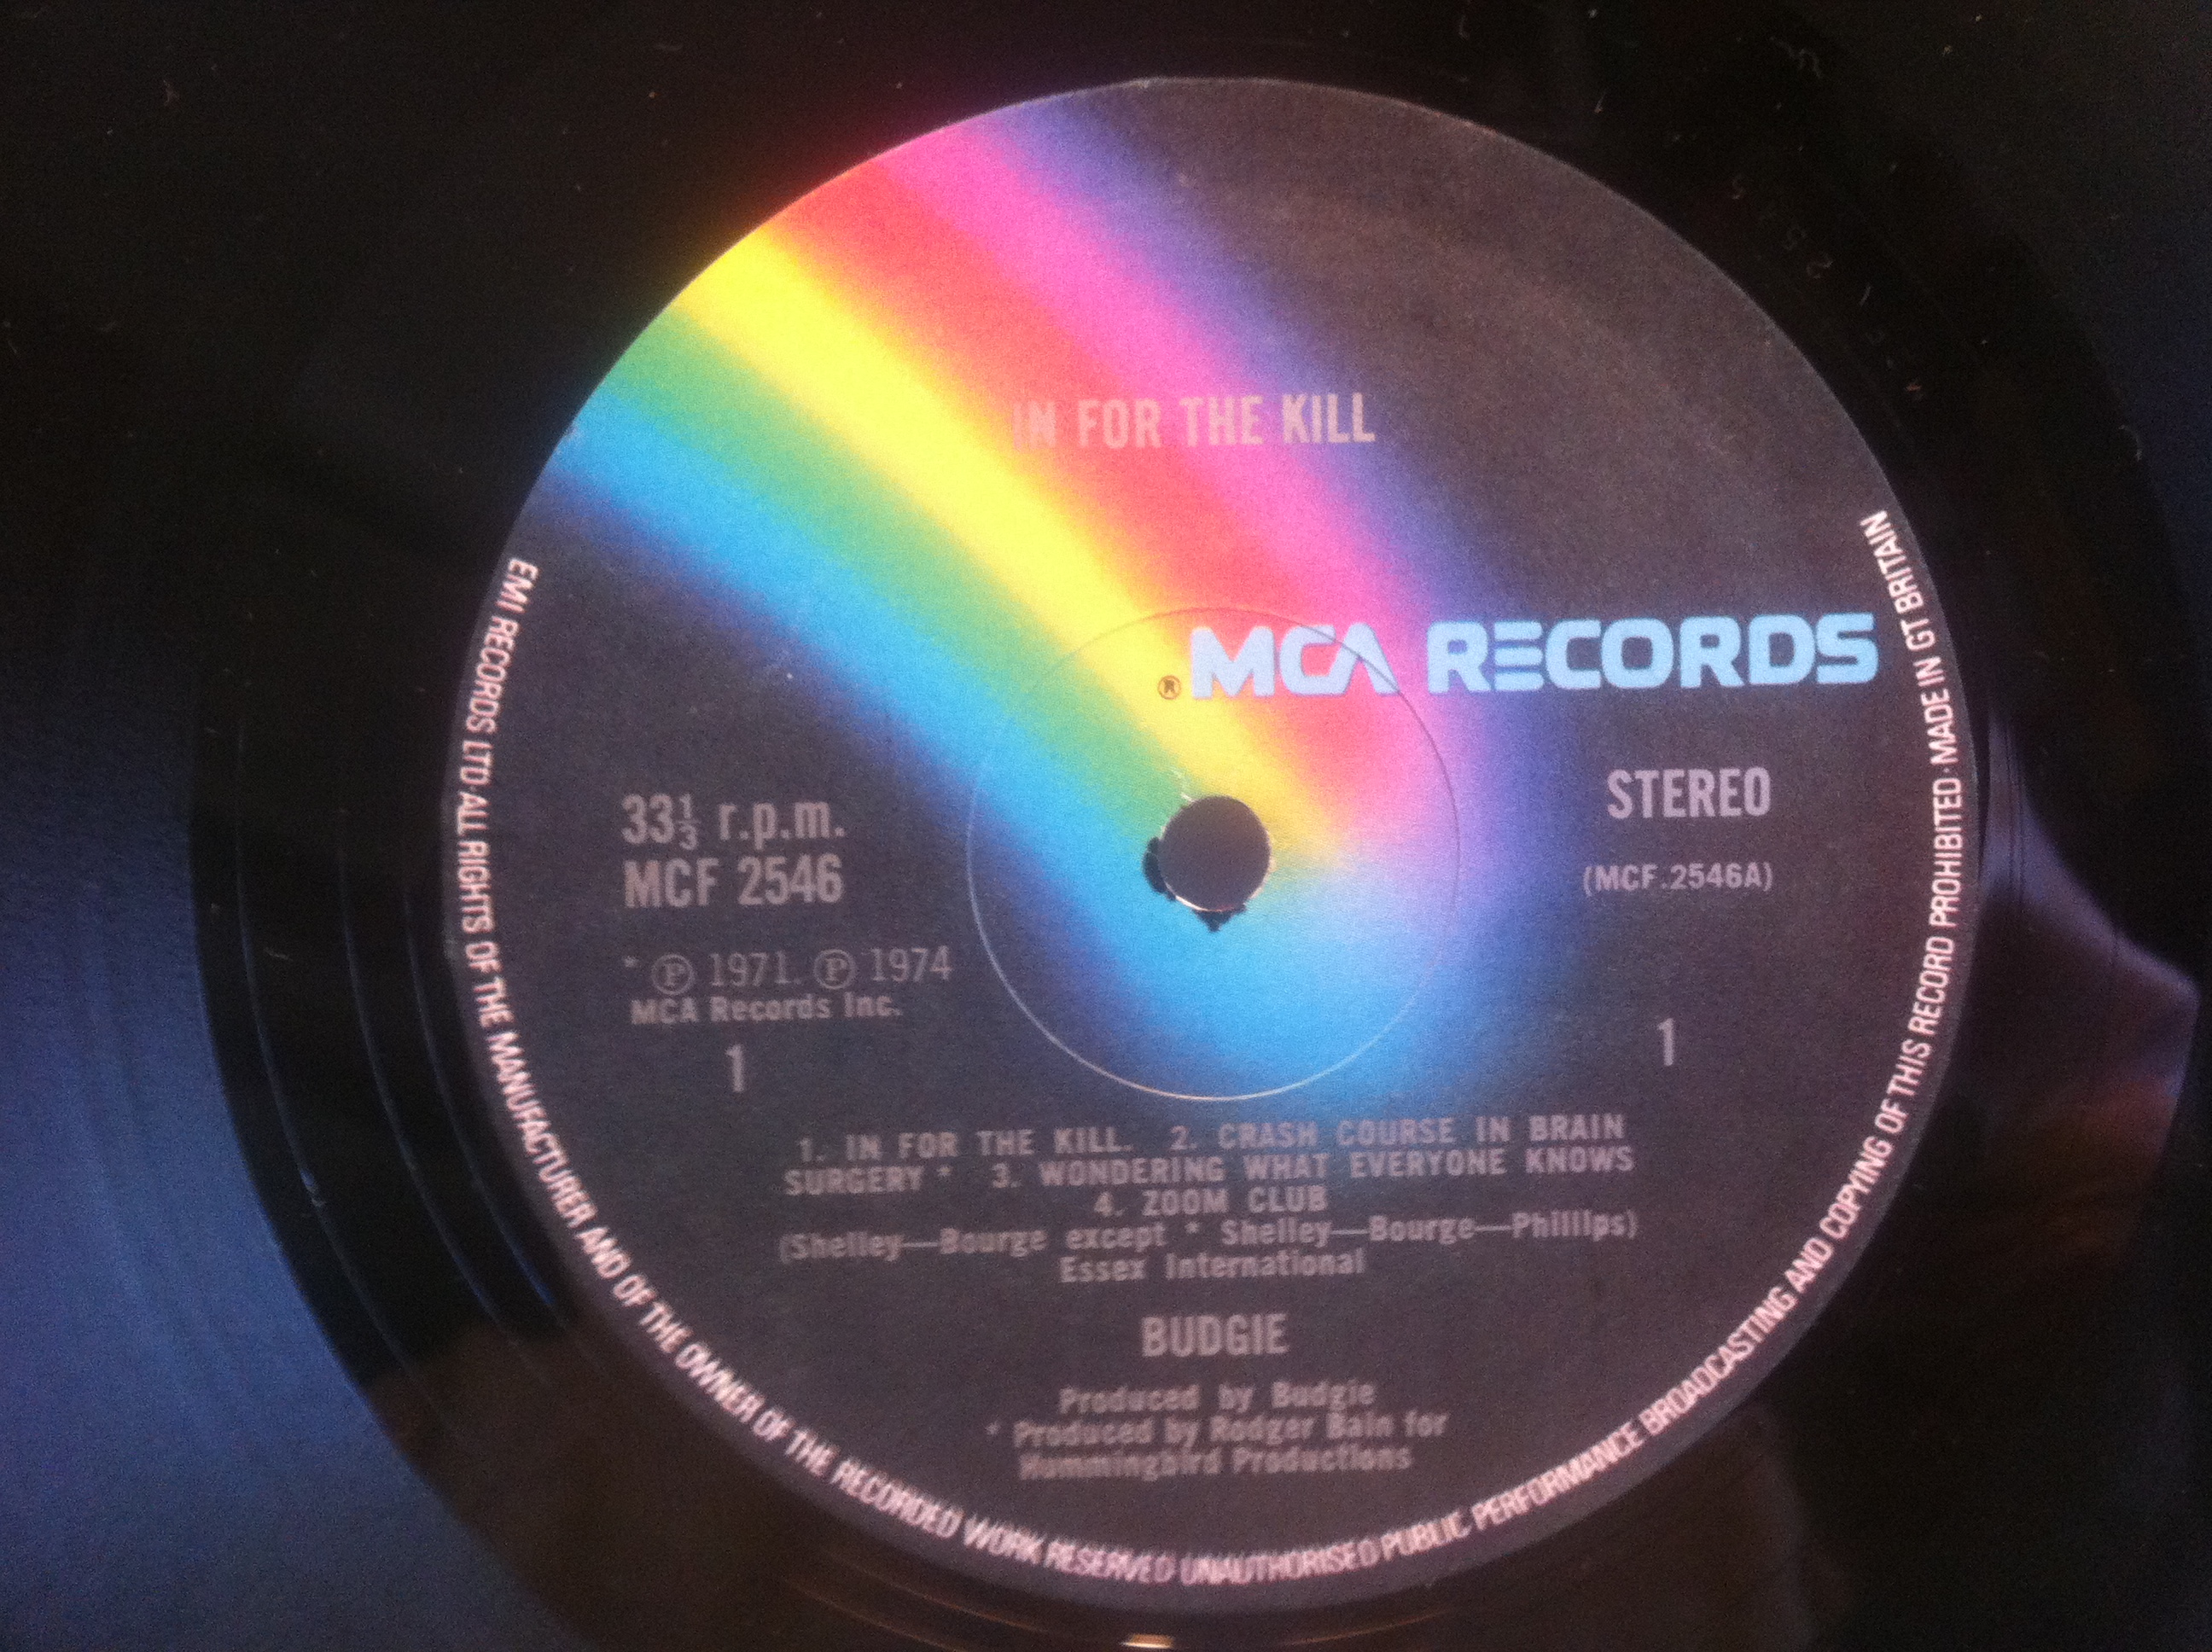 IN FOR THE KILL
® MCA RECORDS
33⅓ r.p.m.
MCF 2546
STEREO
(MCF.2546A)
* ℗ 1971. ℗ 1974
MCA Records Inc.
1
1
1. IN FOR THE KILL. 2. CRASH COURSE IN BRAIN
SURGERY * 3. WONDERING WHAT EVERYONE KNOWS
4. ZOOM CLUB
(Shelley—Bourge except * Shelley—Bourge—Phillips)
Essex International
BUDGIE
Produced by Budgie
* Produced by Rodger Bain for
Hummingbird Productions
EMI RECORDS LTD·ALL RIGHTS OF THE MANUFACTURER AND OF THE OWNER OF THE RECORDED WORK RESERVED UNAUTHORISED PUBLIC PERFORMANCE BROADCASTING AND COPYING OF THIS RECORD PROHIBITED·MADE IN GT BRITAIN